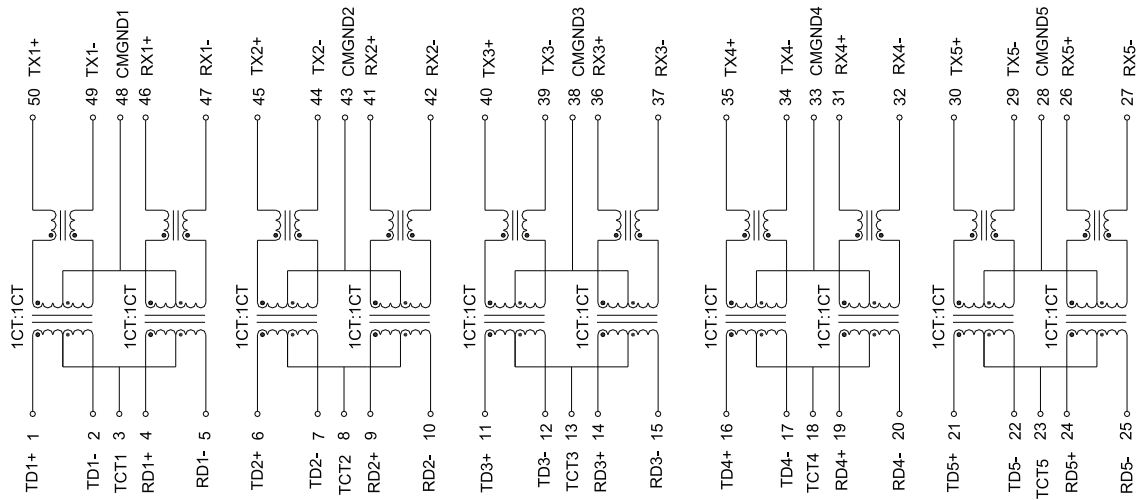 50 TX1+
49 TX1-
48 CMGND1
46 RX1+
47 RX1-
45 TX2+
44 TX2-
43 CMGND2
41 RX2+
42 RX2-
40 TX3+
39 TX3-
38 CMGND3
36 RX3+
37 RX3-
35 TX4+
34 TX4-
33 CMGND4
31 RX4+
32 RX4-
30 TX5+
29 TX5-
28 CMGND5
26 RX5+
27 RX5-
1CT:1CT
1CT:1CT
1CT:1CT
1CT:1CT
1CT:1CT
1CT:1CT
1CT:1CT
1CT:1CT
1CT:1CT
1CT:1CT
TD1+ 1
TD1- 2
TCT1 3
RD1+ 4
RD1- 5
TD2+ 6
TD2- 7
TCT2 8
RD2+ 9
RD2- 10
TD3+ 11
TD3- 12
TCT3 13
RD3+ 14
RD3- 15
TD4+ 16
TD4- 17
TCT4 18
RD4+ 19
RD4- 20
TD5+ 21
TD5- 22
TCT5 23
RD5+ 24
RD5- 25